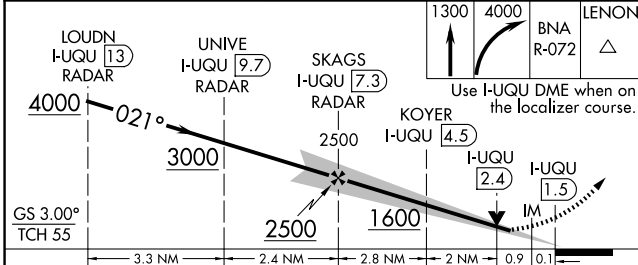 1300
4000
BNA
R-072
LENON
Use I-UQU DME when on
the localizer course.
LOUDN
I-UQU 13
RADAR
UNIVE
I-UQU 9.7
RADAR
SKAGS
I-UQU 7.3
RADAR
KOYER
I-UQU 4.5
I-UQU
2.4
I-UQU
1.5
IM
4000
021°
3000
2500
2500
1600
GS 3.00°
TCH 55
3.3 NM
2.4 NM
2.8 NM
2 NM
0.9
0.1